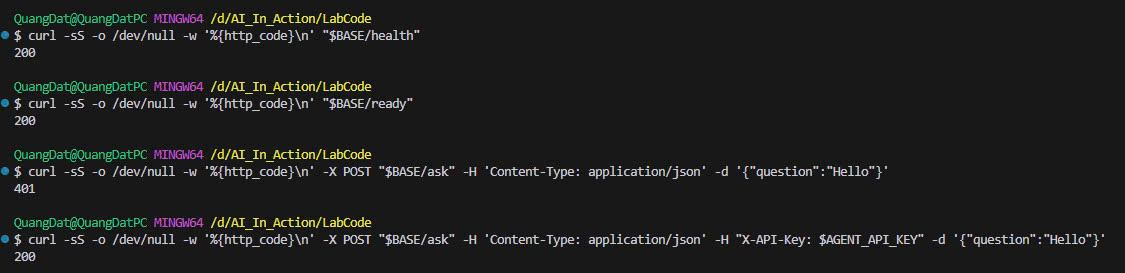 QuangDat@QuangDatPC MINGW64 /d/AI_In_Action/LabCode
$ curl -sS -o /dev/null -w '%{http_code}\n' "$BASE/health"
200
QuangDat@QuangDatPC MINGW64 /d/AI_In_Action/LabCode
$ curl -sS -o /dev/null -w '%{http_code}\n' "$BASE/ready"
200
QuangDat@QuangDatPC MINGW64 /d/AI_In_Action/LabCode
$ curl -sS -o /dev/null -w '%{http_code}\n' -X POST "$BASE/ask" -H 'Content-Type: application/json' -d '{"question":"Hello"}'
401
QuangDat@QuangDatPC MINGW64 /d/AI_In_Action/LabCode
$ curl -sS -o /dev/null -w '%{http_code}\n' -X POST "$BASE/ask" -H 'Content-Type: application/json' -H "X-API-Key: $AGENT_API_KEY" -d '{"question":"Hello"}'
200